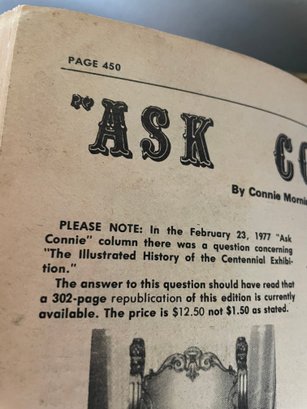 PAGE 450
"ASK CO
By Connie Morni
PLEASE NOTE: In the February 23, 1977 "Ask
Connie" column there was a question concerning
"The Illustrated History of the Centennial Exhibi-
tion."
The answer to this question should have read that
a 302-page republication of this edition is currently
available. The price is $12.50 not $1.50 as stated.